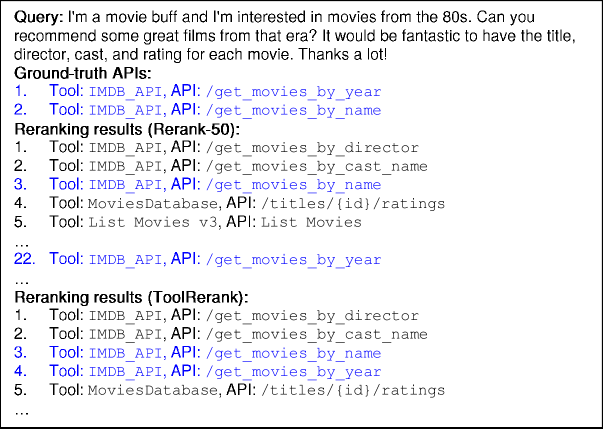 Query: I'm a movie buff and I'm interested in movies from the 80s. Can you
recommend some great films from that era? It would be fantastic to have the title,
director, cast, and rating for each movie. Thanks a lot!
Ground-truth APIs:
1. Tool: IMDB_API, API: /get_movies_by_year
2. Tool: IMDB_API, API: /get_movies_by_name
Reranking results (Rerank-50):
1. Tool: IMDB_API, API: /get_movies_by_director
2. Tool: IMDB_API, API: /get_movies_by_cast_name
3. Tool: IMDB_API, API: /get_movies_by_name
4. Tool: MoviesDatabase, API: /titles/{id}/ratings
5. Tool: List Movies v3, API: List Movies
...
22. Tool: IMDB_API, API: /get_movies_by_year
...
Reranking results (ToolRerank):
1. Tool: IMDB_API, API: /get_movies_by_director
2. Tool: IMDB_API, API: /get_movies_by_cast_name
3. Tool: IMDB_API, API: /get_movies_by_name
4. Tool: IMDB_API, API: /get_movies_by_year
5. Tool: MoviesDatabase, API: /titles/{id}/ratings
...